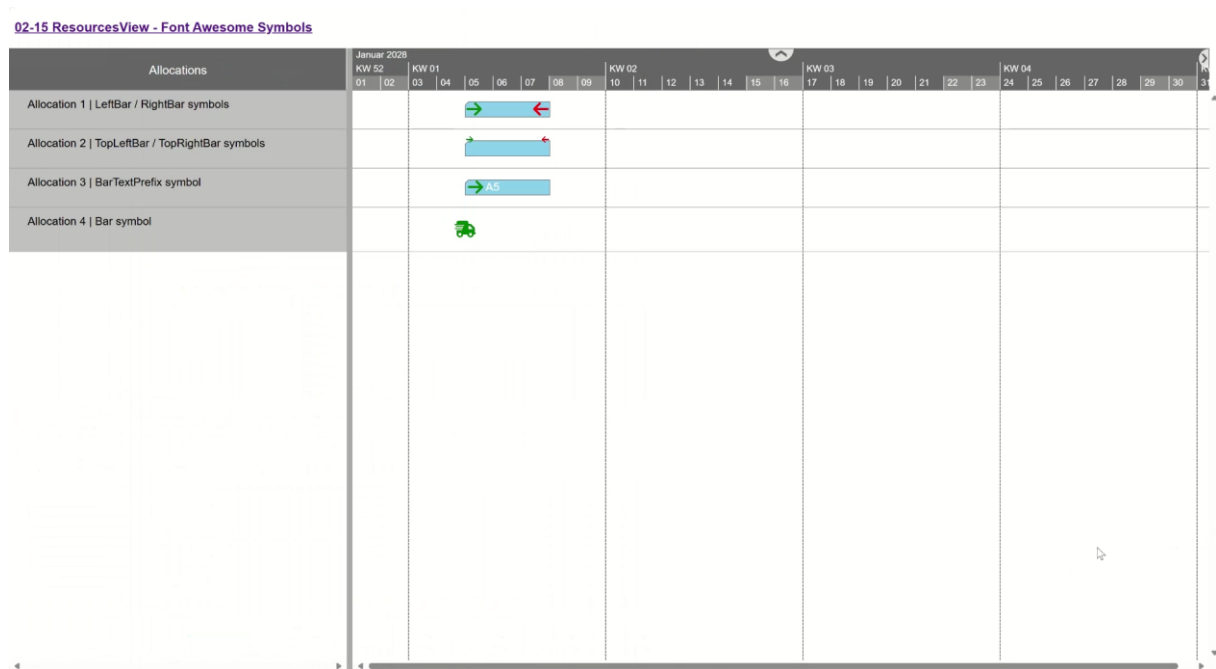 02-15 ResourcesView - Font Awesome Symbols
Allocations
Januar 2028
KW 52 KW 01 KW 02 KW 03 KW 04
01 02 03 04 05 06 07 08 09 10 11 12 13 14 15 16 17 18 19 20 21 22 23 24 25 26 27 28 29 30 31
Allocation 1 | LeftBar / RightBar symbols
Allocation 2 | TopLeftBar / TopRightBar symbols
Allocation 3 | BarTextPrefix symbol
A5
Allocation 4 | Bar symbol